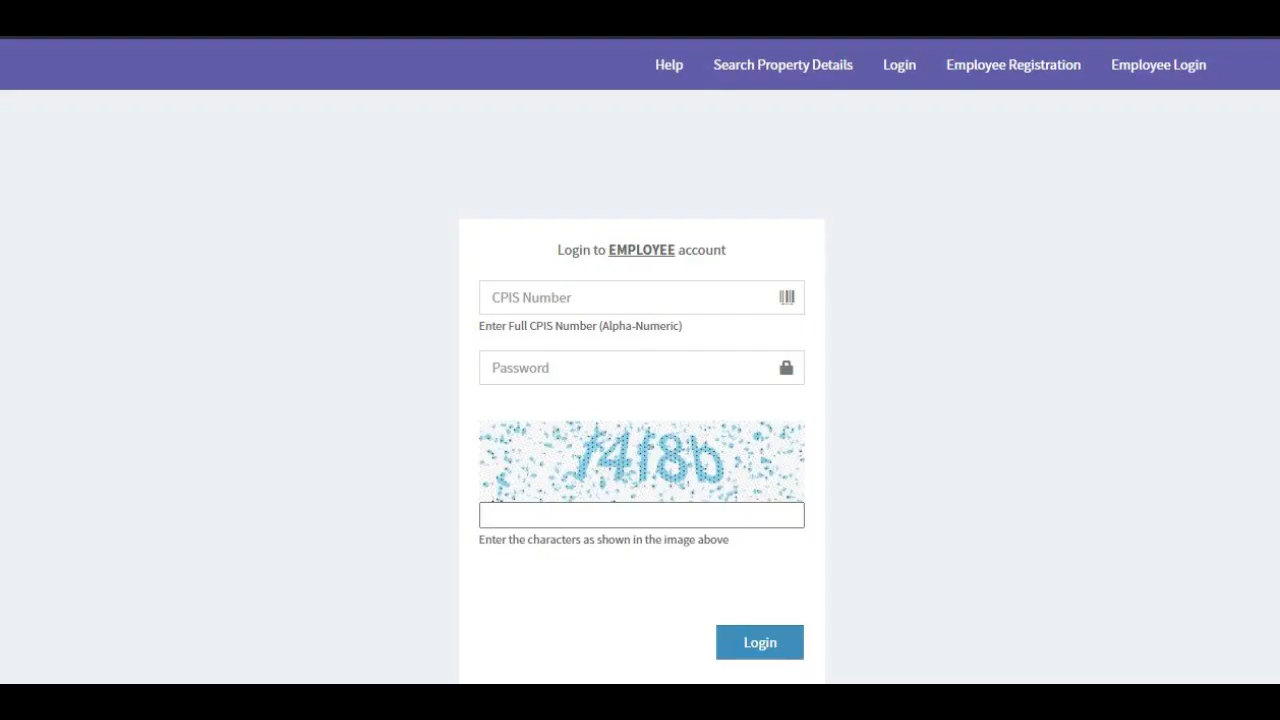 Help Search Property Details Login Employee Registration Employee Login
Login to EMPLOYEE account
CPIS Number
Enter Full CPIS Number (Alpha-Numeric)
Password
Enter the characters as shown in the image above
Login